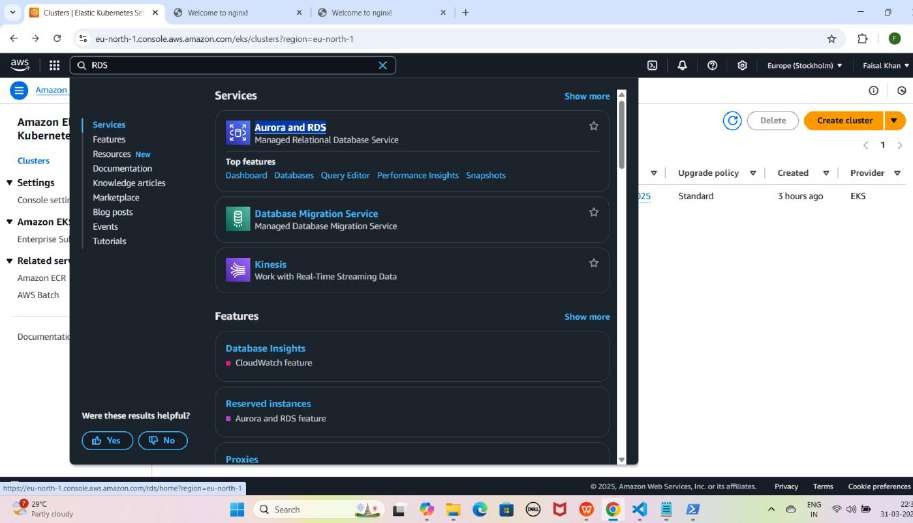 Clusters | Elastic Kubernetes Se
Welcome to nginx!
Welcome to nginx!
eu-north-1.console.aws.amazon.com/eks/clusters?region=eu-north-1
F
aws
RDS
Europe (Stockholm)
Faisal Khan
Amazon
Amazon El
Kubernete
Clusters
Settings
Console settin
Amazon EK
Enterprise Sub
Related serv
Amazon ECR
AWS Batch
Documentatic
Services
Features
Resources New
Documentation
Knowledge articles
Marketplace
Blog posts
Events
Tutorials
Were these results helpful?
Yes
No
Services
Show more
Aurora and RDS
Managed Relational Database Service
Top features
Dashboard Databases Query Editor Performance Insights Snapshots
Database Migration Service
Managed Database Migration Service
Kinesis
Work with Real-Time Streaming Data
Features
Show more
Database Insights
CloudWatch feature
Reserved instances
Aurora and RDS feature
Proxies
Delete
Create cluster
1
Upgrade policy
Created
Provider
025
Standard
3 hours ago
EKS
https://eu-north-1.console.aws.amazon.com/rds/home?region=eu-north-1
© 2025, Amazon Web Services, Inc. or its affiliates.
Privacy
Terms
Cookie preferences
29°C
Partly cloudy
Search
DELL
ENG
IN
22:
31-03-202